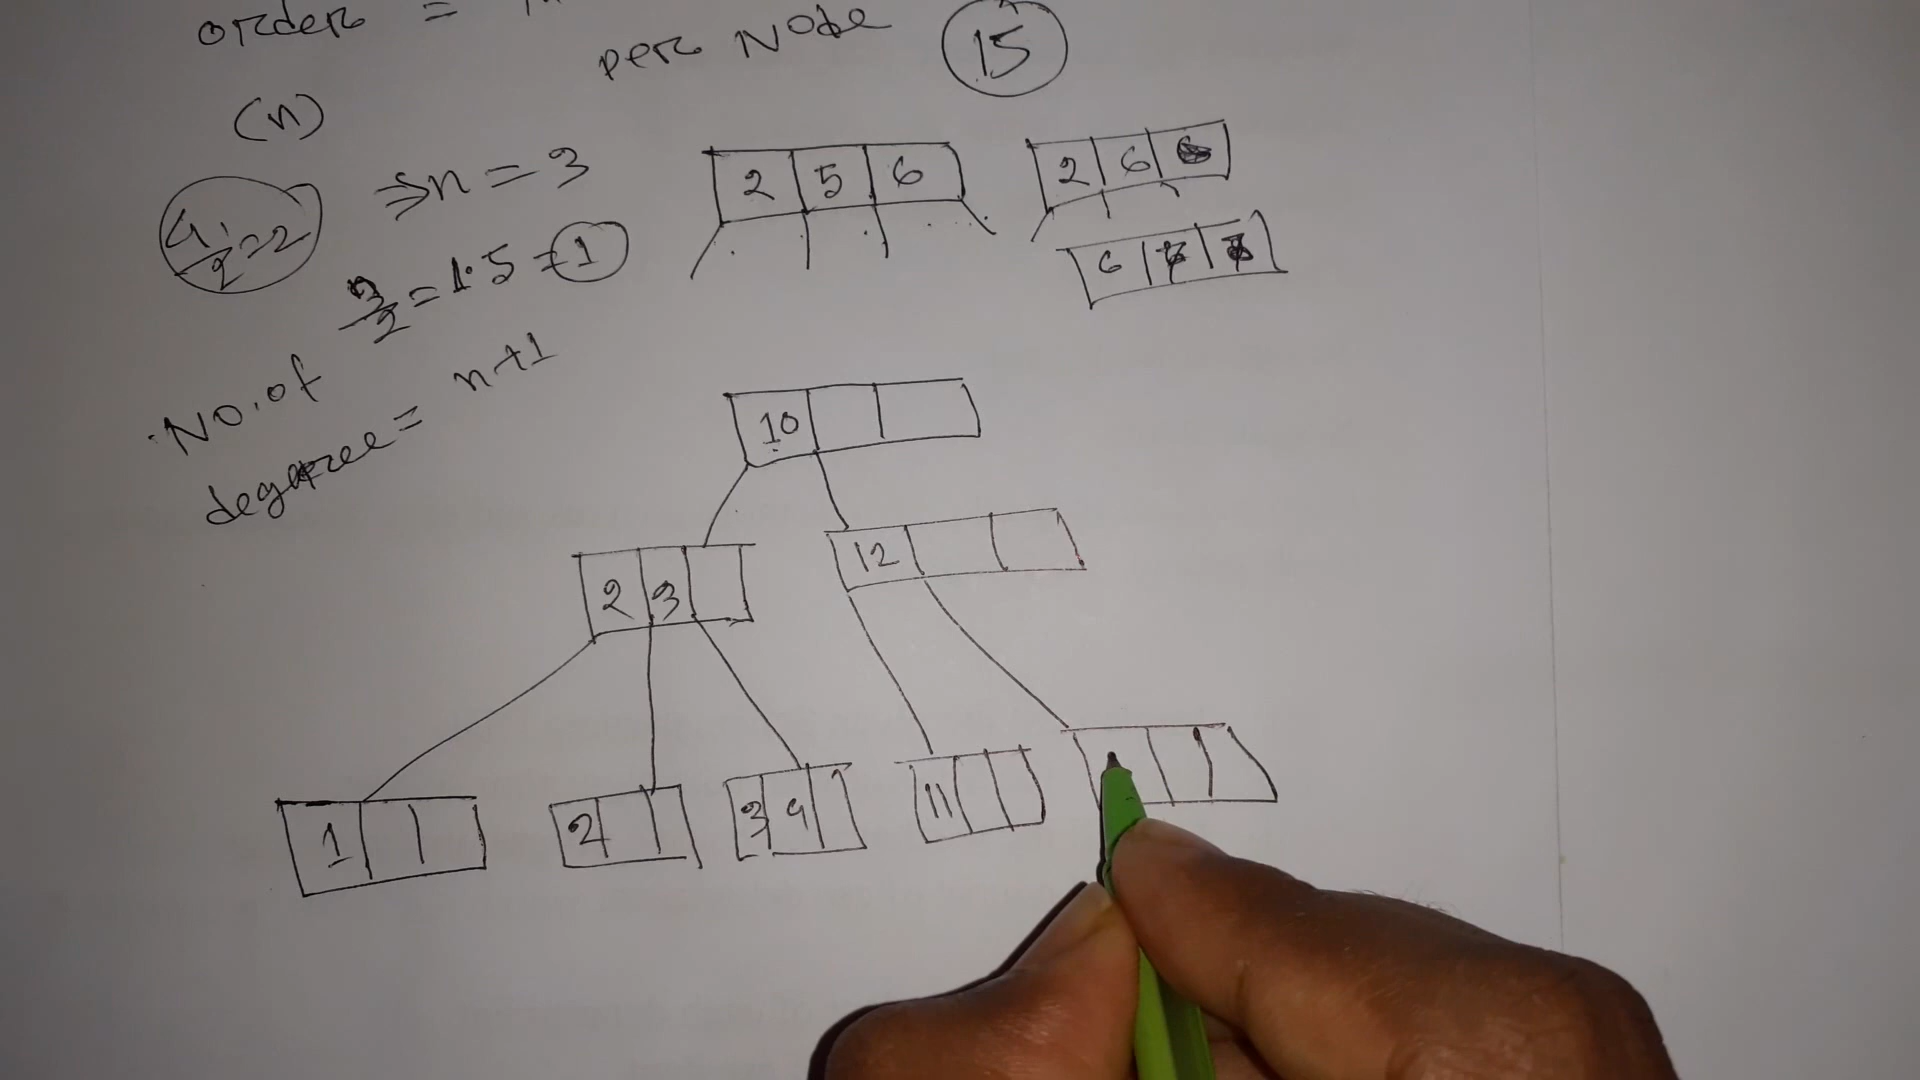 order =
per Node 15
(n)
4/2=2 ⇒n = 3
2 5 6
2 6
6
3/2 = 1.5 = 1
No. of
degree = n+1
10
2 3
12
1
2
3 9
11